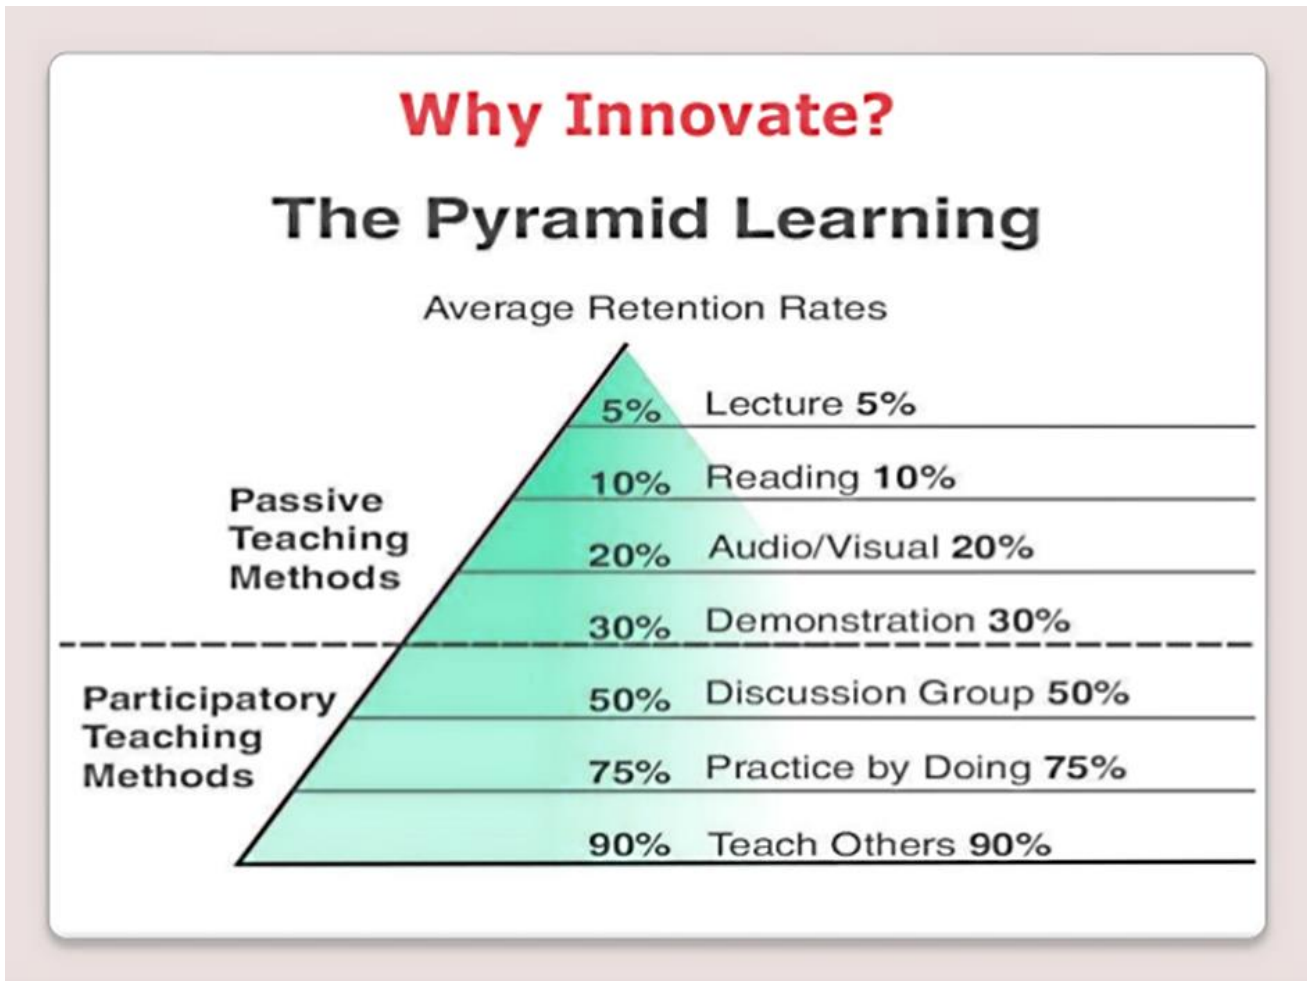 Why Innovate?
The Pyramid Learning
Average Retention Rates
5% Lecture 5%
10% Reading 10%
Passive
Teaching
Methods
20% Audio/Visual 20%
30% Demonstration 30%
Participatory
Teaching
Methods
50% Discussion Group 50%
75% Practice by Doing 75%
90% Teach Others 90%